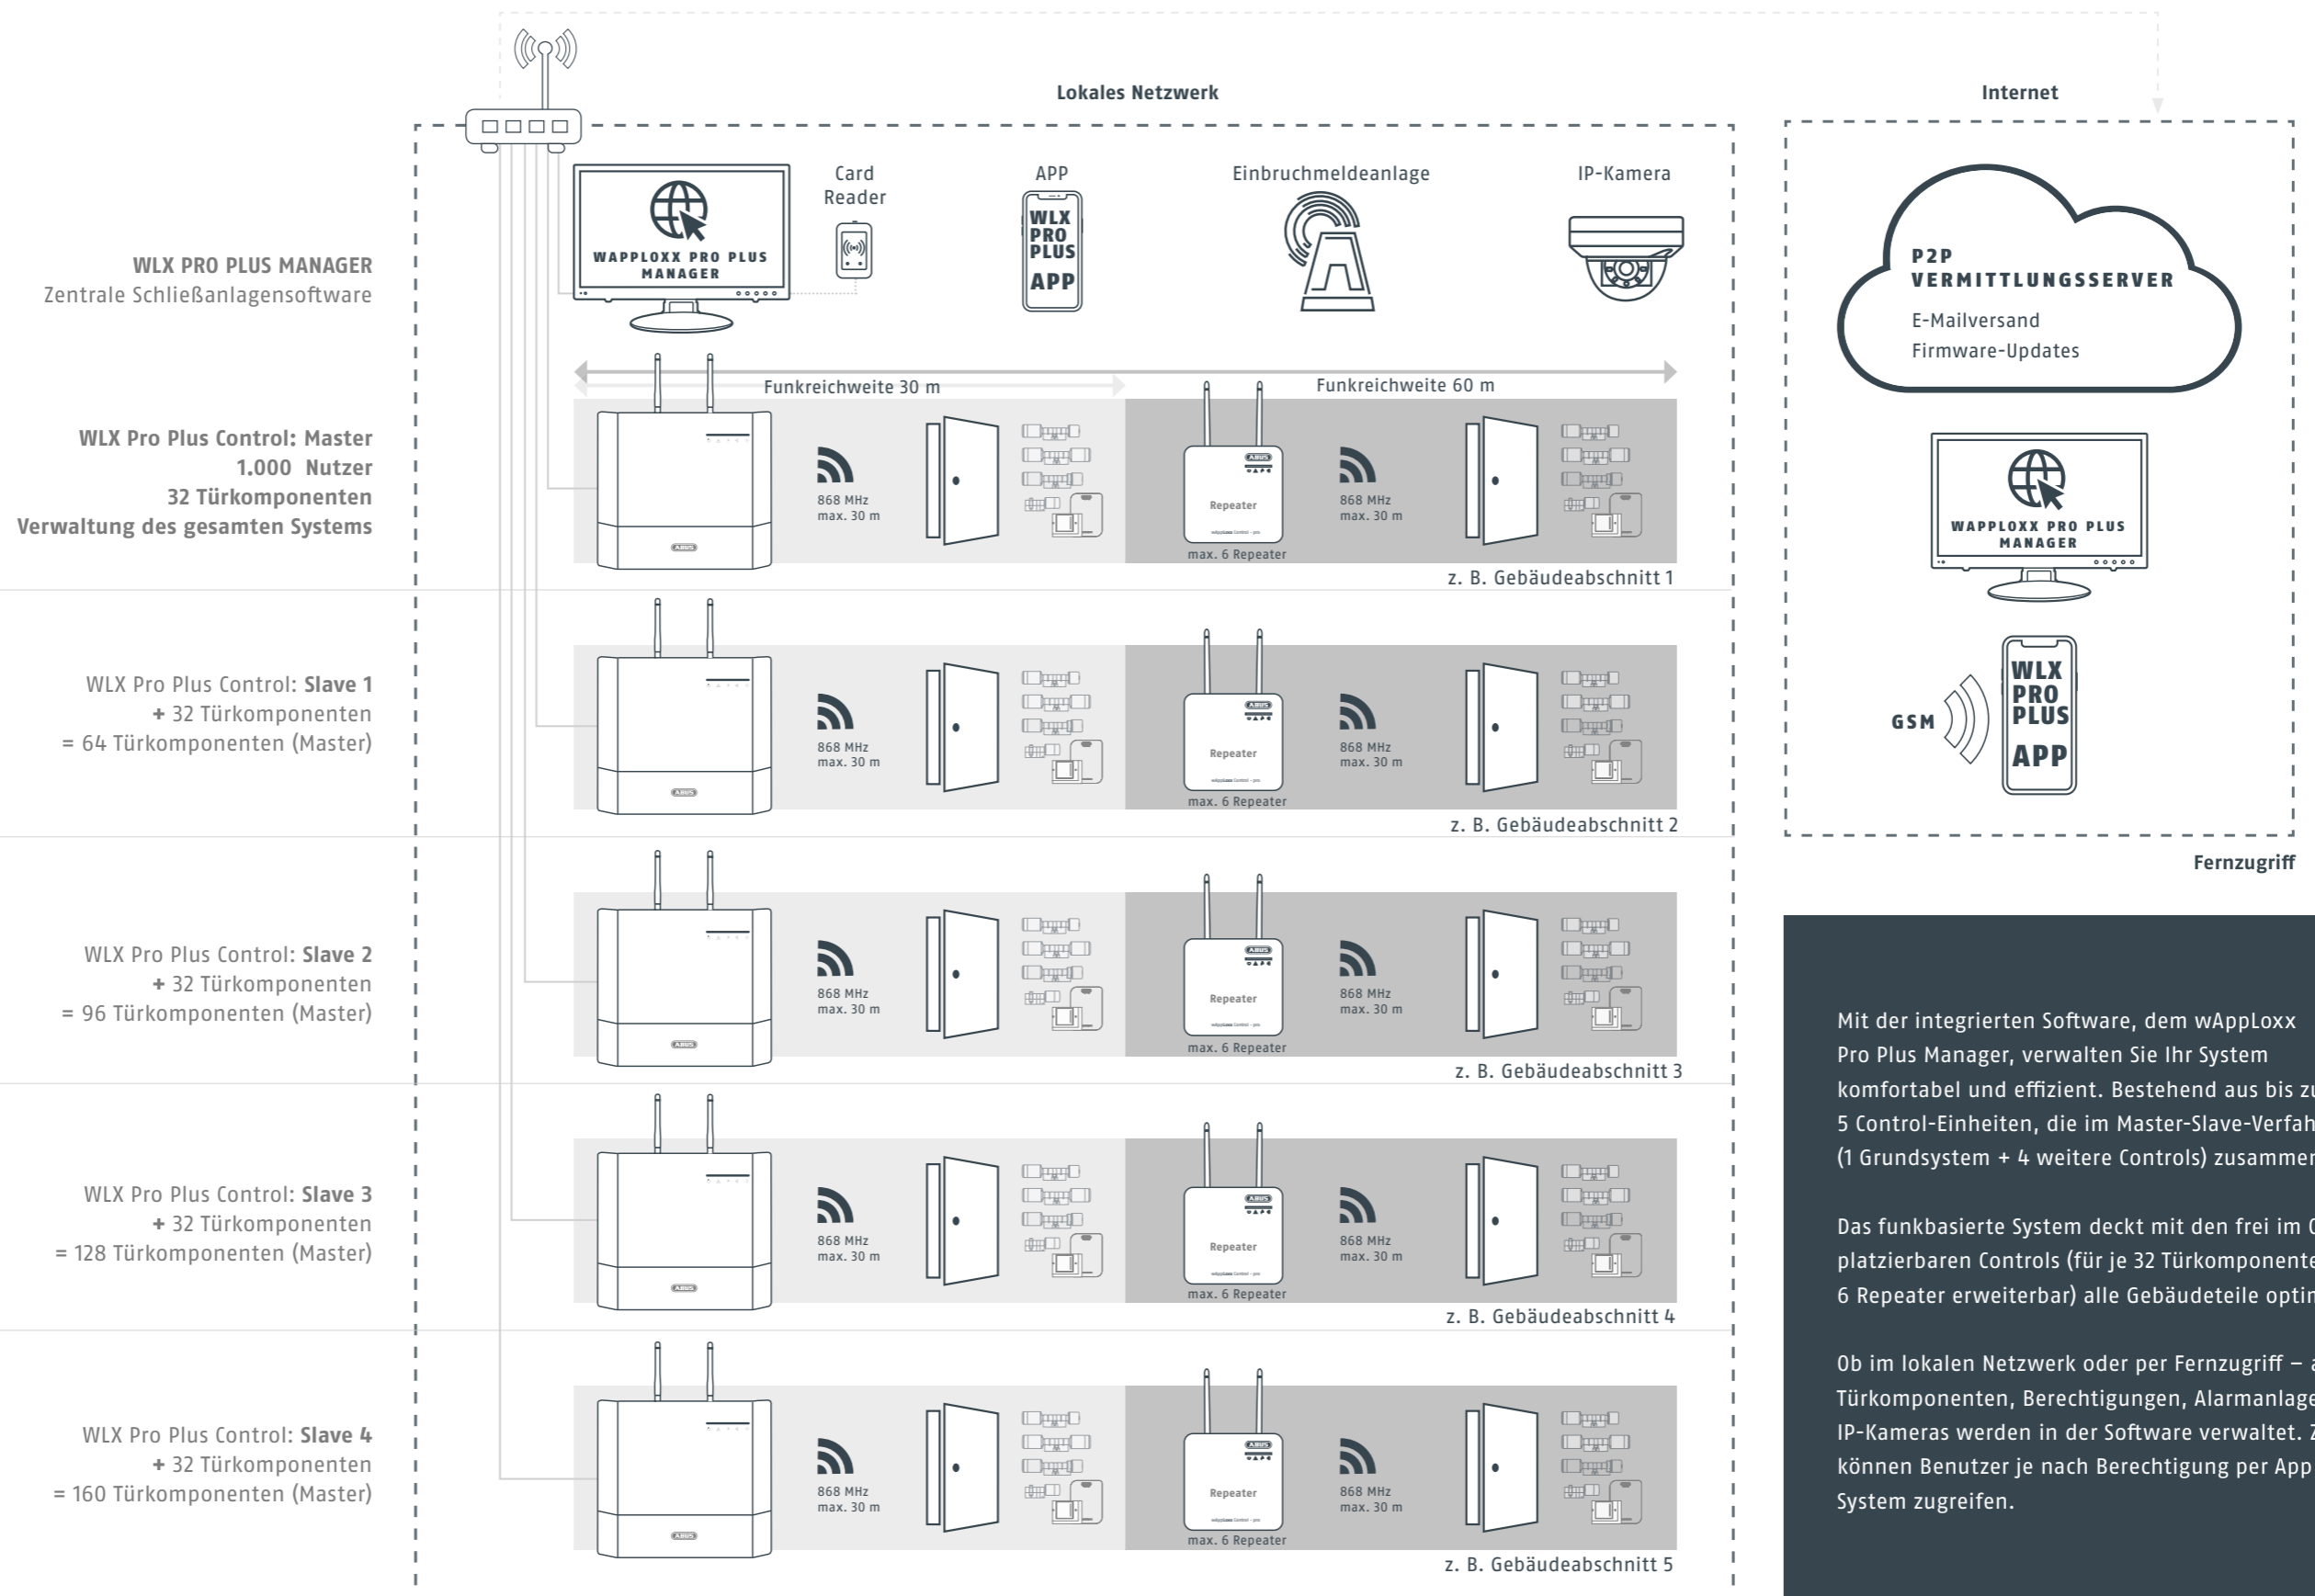 Lokales Netzwerk
Internet
Card
Reader
APP
Einbruchmeldeanlage
IP-Kamera
WAPPLOXX PRO PLUS
MANAGER
WLX
PRO
PLUS
APP
WLX PRO PLUS MANAGER
Zentrale Schließanlagensoftware
P2P
VERMITTLUNGSSERVER
E-Mailversand
Firmware-Updates
Funkreichweite 30 m
Funkreichweite 60 m
WLX Pro Plus Control: Master
1.000 Nutzer
32 Türkomponenten
Verwaltung des gesamten Systems
868 MHz
max. 30 m
ABUS
ABUS
Repeater
max. 6 Repeater
868 MHz
max. 30 m
z. B. Gebäudeabschnitt 1
WAPPLOXX PRO PLUS
MANAGER
GSM
WLX
PRO
PLUS
APP
Fernzugriff
WLX Pro Plus Control: Slave 1
+ 32 Türkomponenten
= 64 Türkomponenten (Master)
868 MHz
max. 30 m
ABUS
ABUS
Repeater
max. 6 Repeater
868 MHz
max. 30 m
z. B. Gebäudeabschnitt 2
WLX Pro Plus Control: Slave 2
+ 32 Türkomponenten
= 96 Türkomponenten (Master)
868 MHz
max. 30 m
ABUS
ABUS
Repeater
max. 6 Repeater
868 MHz
max. 30 m
z. B. Gebäudeabschnitt 3
WLX Pro Plus Control: Slave 3
+ 32 Türkomponenten
= 128 Türkomponenten (Master)
868 MHz
max. 30 m
ABUS
ABUS
Repeater
max. 6 Repeater
868 MHz
max. 30 m
z. B. Gebäudeabschnitt 4
WLX Pro Plus Control: Slave 4
+ 32 Türkomponenten
= 160 Türkomponenten (Master)
868 MHz
max. 30 m
ABUS
ABUS
Repeater
max. 6 Repeater
868 MHz
max. 30 m
z. B. Gebäudeabschnitt 5
Mit der integrierten Software, dem wAppLoxx
Pro Plus Manager, verwalten Sie Ihr System
komfortabel und effizient. Bestehend aus bis zu
5 Control-Einheiten, die im Master-Slave-Verfah
(1 Grundsystem + 4 weitere Controls) zusammen
Das funkbasierte System deckt mit den frei im
platzierbaren Controls (für je 32 Türkomponente
6 Repeater erweiterbar) alle Gebäudeteile optim
Ob im lokalen Netzwerk oder per Fernzugriff – a
Türkomponenten, Berechtigungen, Alarmanlage
IP-Kameras werden in der Software verwaltet. Z
können Benutzer je nach Berechtigung per App
System zugreifen.